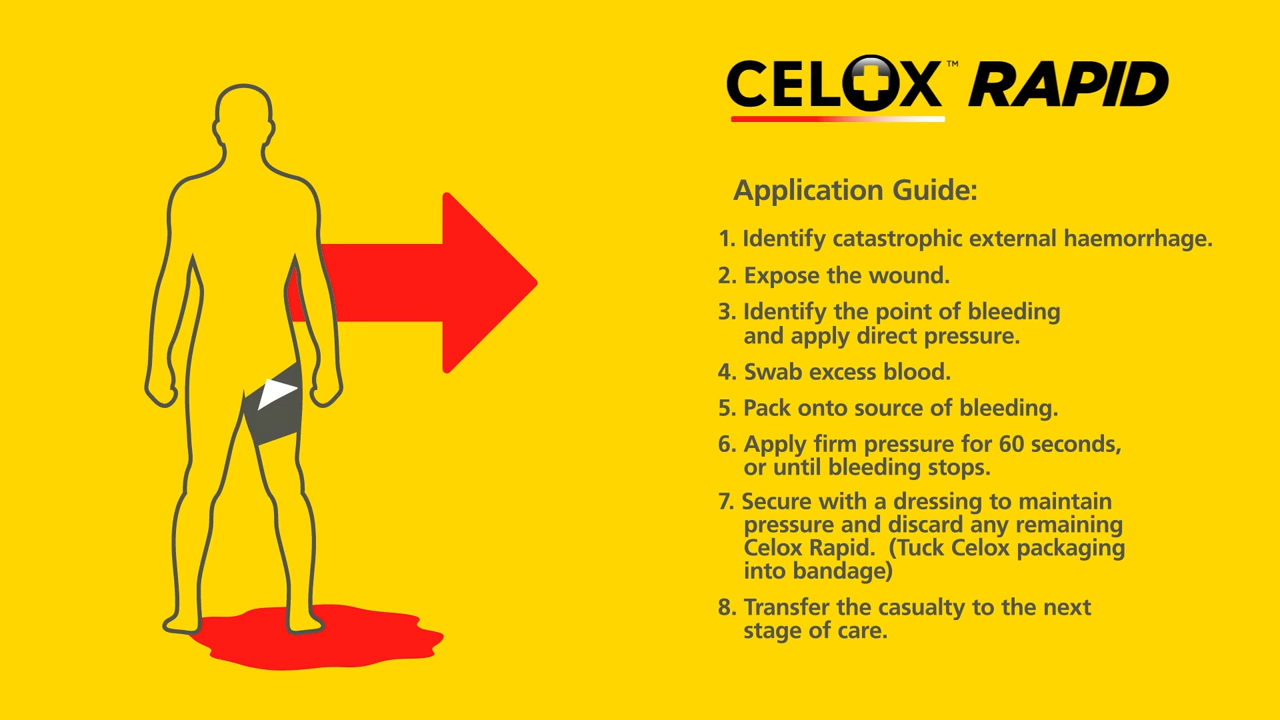 CELOX™ RAPID
Application Guide:
1. Identify catastrophic external haemorrhage.
2. Expose the wound.
3. Identify the point of bleeding
and apply direct pressure.
4. Swab excess blood.
5. Pack onto source of bleeding.
6. Apply firm pressure for 60 seconds,
or until bleeding stops.
7. Secure with a dressing to maintain
pressure and discard any remaining
Celox Rapid. (Tuck Celox packaging
into bandage)
8. Transfer the casualty to the next
stage of care.